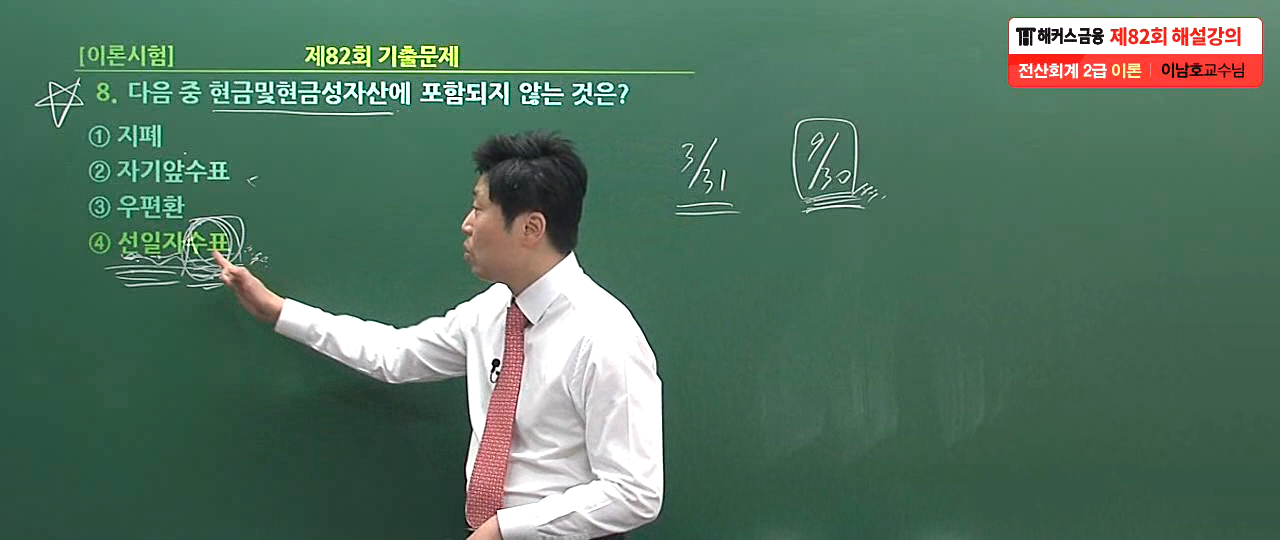 [이론시험] 제82회 기출문제
8. 다음 중 현금및현금성자산에 포함되지 않는 것은?
① 지폐
② 자기앞수표
③ 우편환
④ 선일자수표
3/31 9/30
해커스금융 제82회 해설강의
전산회계 2급 이론 | 이남호교수님